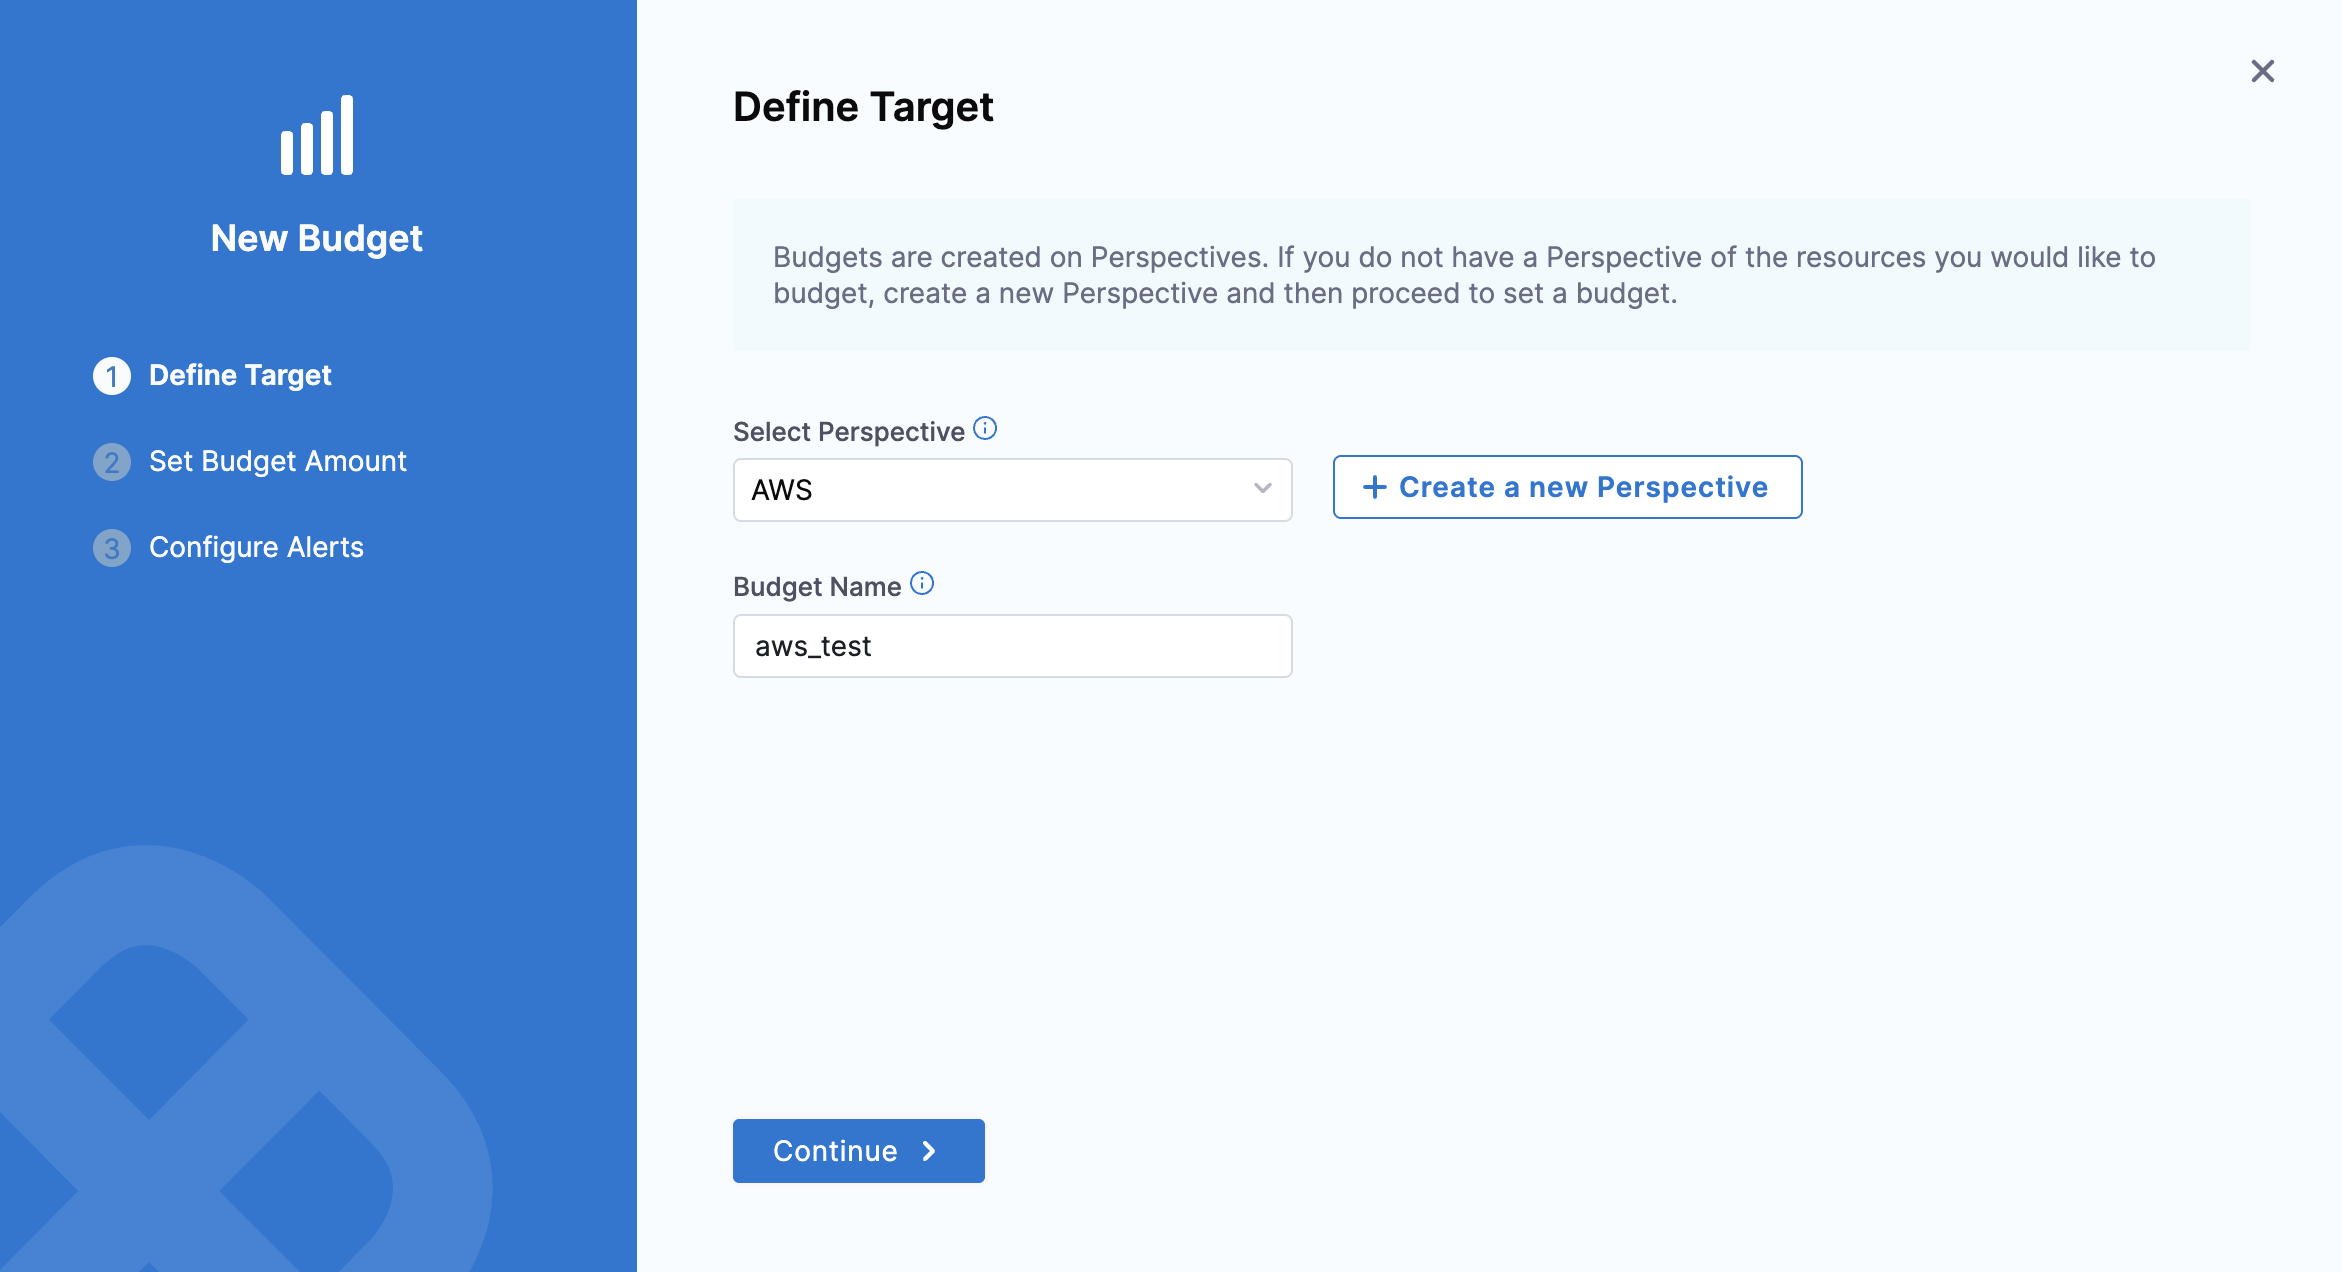 New Budget
1 Define Target
2 Set Budget Amount
3 Configure Alerts
Define Target
Budgets are created on Perspectives. If you do not have a Perspective of the resources you would like to
budget, create a new Perspective and then proceed to set a budget.
Select Perspective
AWS
+ Create a new Perspective
Budget Name
aws_test
Continue